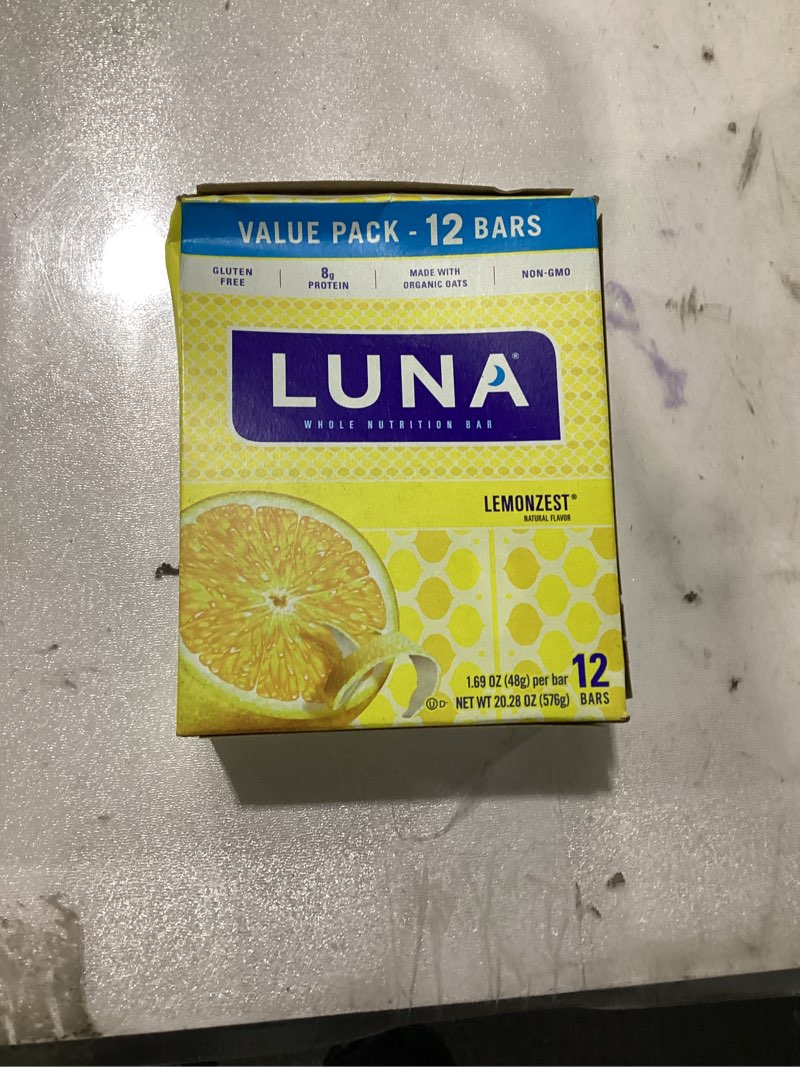 VALUE PACK - 12 BARS
GLUTEN FREE
8g PROTEIN
MADE WITH ORGANIC OATS
NON-GMO
LUNA®
WHOLE NUTRITION BAR
LEMONZEST®
NATURAL FLAVOR
1.69 OZ (48g) per bar
Ⓤ D NET WT 20.28 OZ (576g)
12
BARS